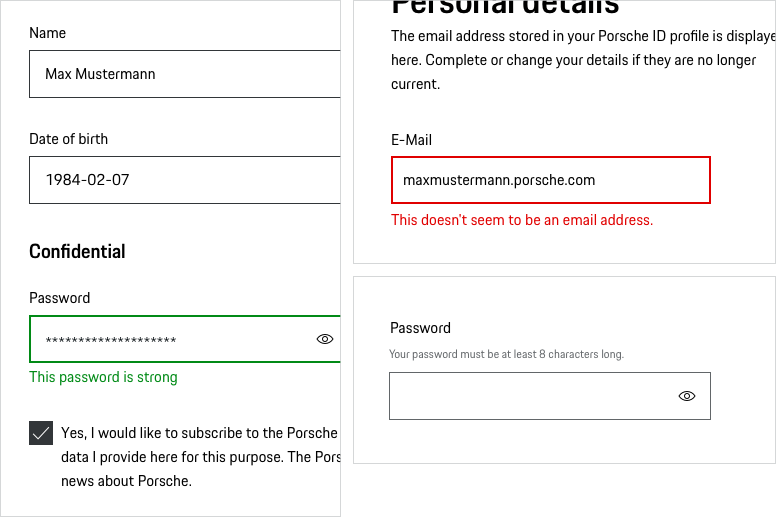 Name
Max Mustermann
Date of birth
1984-02-07
Confidential
Password
********************
This password is strong
Yes, I would like to subscribe to the Porsche
data I provide here for this purpose. The Pors
news about Porsche.
Personal details
The email address stored in your Porsche ID profile is displaye
here. Complete or change your details if they are no longer
current.
E-Mail
maxmustermann.porsche.com
This doesn't seem to be an email address.
Password
Your password must be at least 8 characters long.